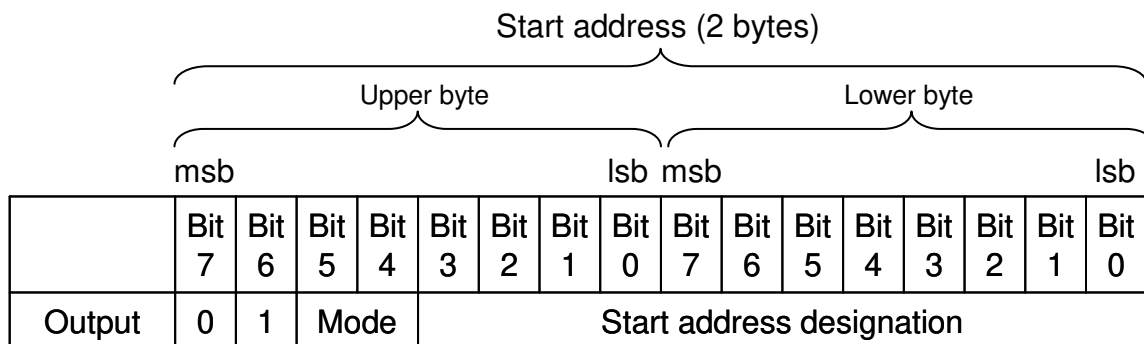 Start address (2 bytes)
Upper byte Lower byte
msb lsb msb lsb
Bit 7 Bit 6 Bit 5 Bit 4 Bit 3 Bit 2 Bit 1 Bit 0 Bit 7 Bit 6 Bit 5 Bit 4 Bit 3 Bit 2 Bit 1 Bit 0
Output 0 1 Mode Start address designation